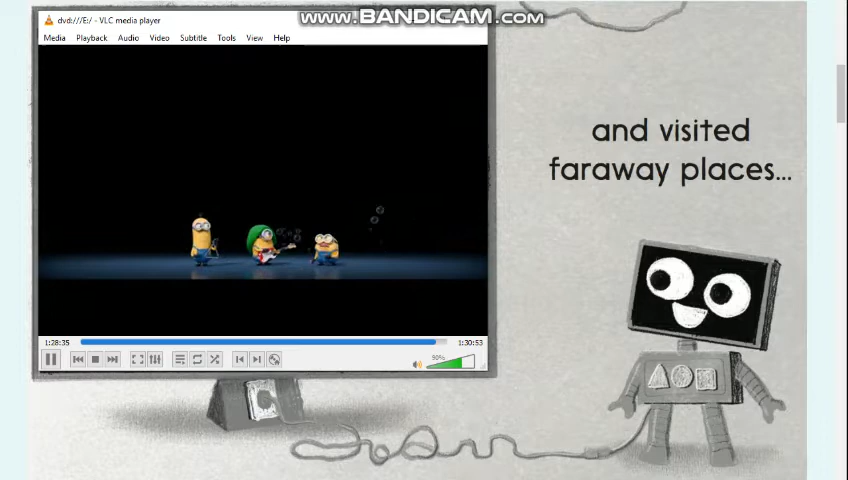 dvd:///E:/ - VLC media player
www.BANDICAM.com
Media Playback Audio Video Subtitle Tools View Help
and visited
faraway places...
1:28:35
1:30:53
90%